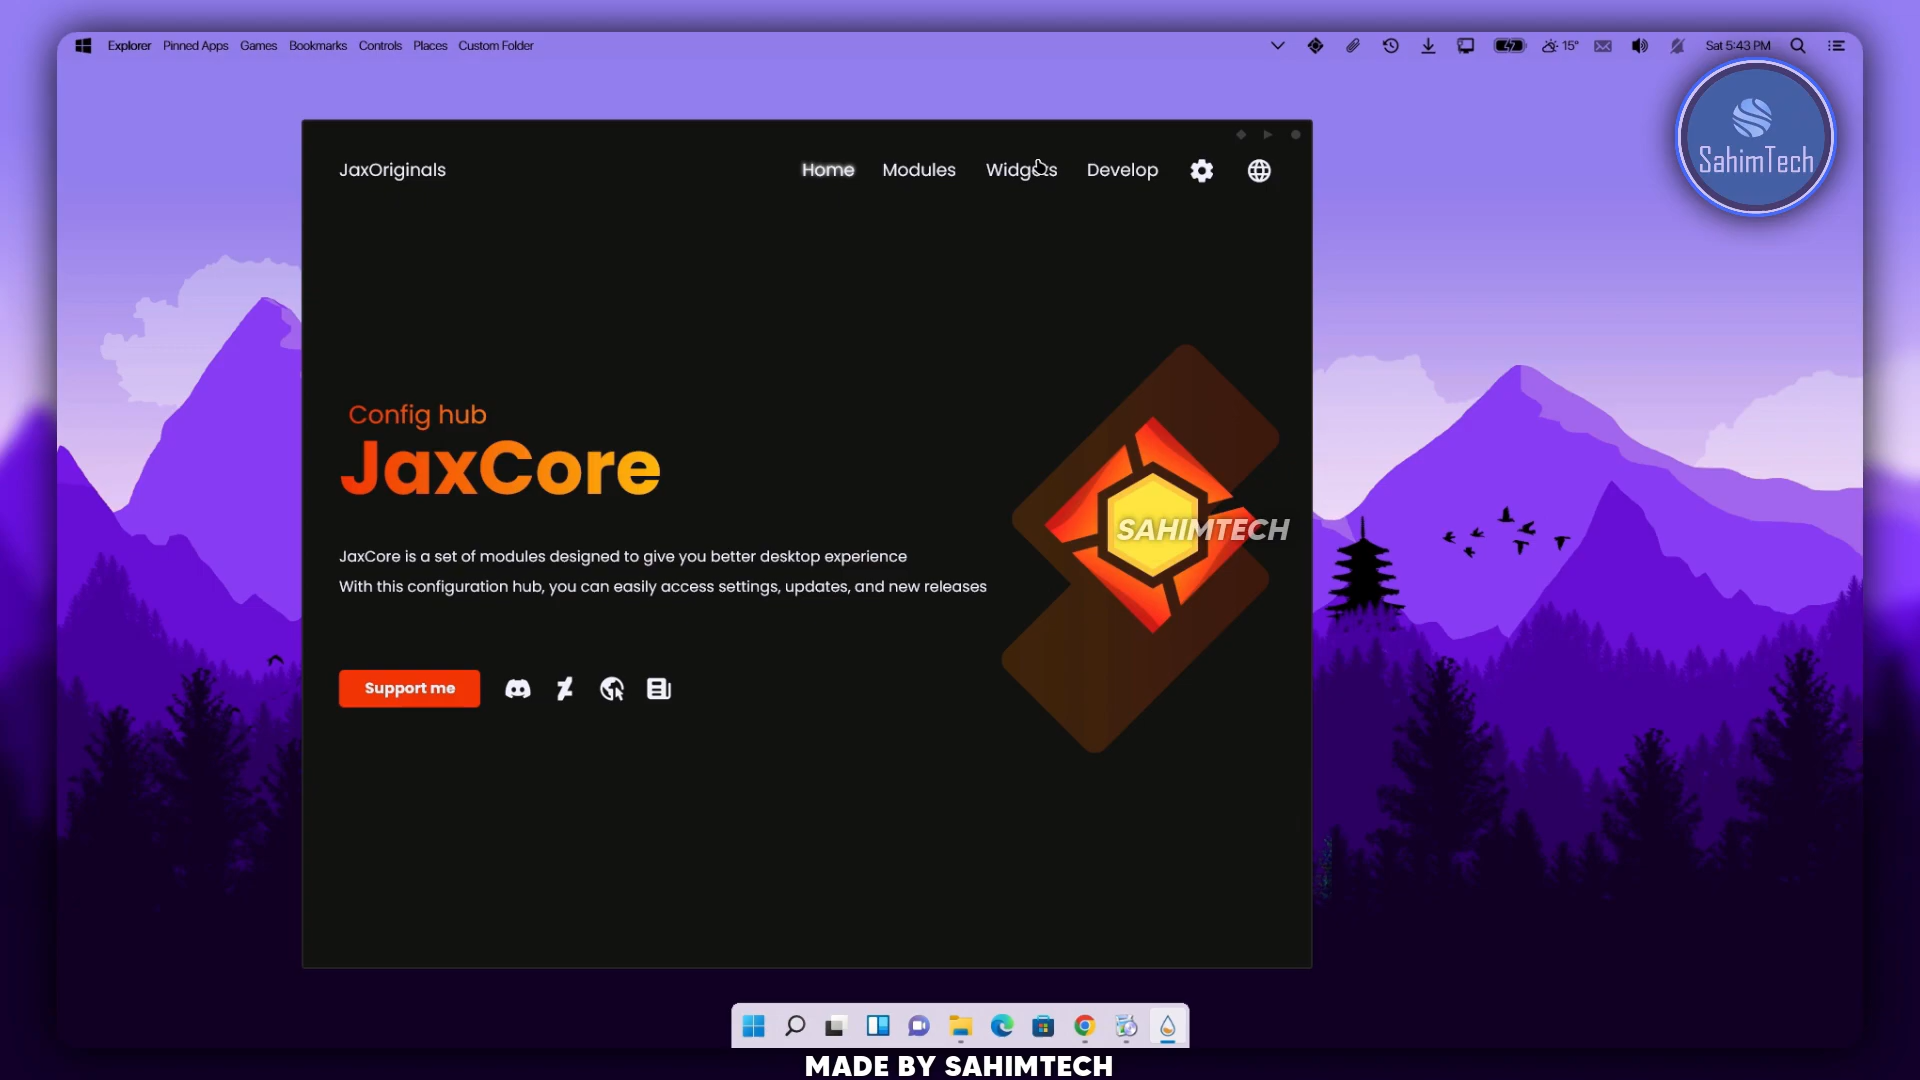 Explorer Pinned Apps Games Bookmarks Controls Places Custom Folder
15° Sat 5:43 PM
SahimTech
JaxOriginals
Home Modules Widgets Develop
Config hub
JaxCore
SAHIMTECH
JaxCore is a set of modules designed to give you better desktop experience
With this configuration hub, you can easily access settings, updates, and new releases
Support me
MADE BY SAHIMTECH